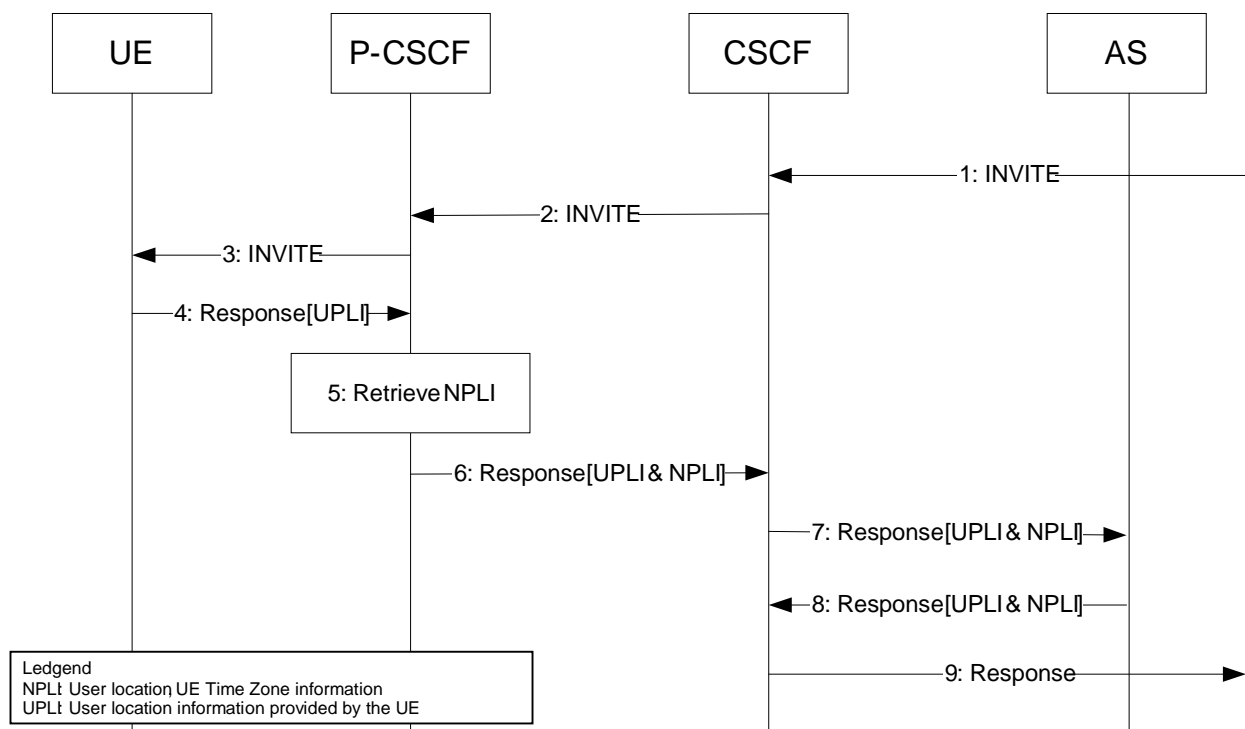 UE
P-CSCF
CSCF
AS
1: INVITE
2: INVITE
3: INVITE
4: Response[UPLI]
5: Retrieve NPLI
6: Response[UPLI & NPLI]
7: Response[UPLI & NPLI]
8: Response[UPLI & NPLI]
9: Response
Ledgend
NPLI: User location, UE Time Zone information
UPLI: User location information provided by the UE